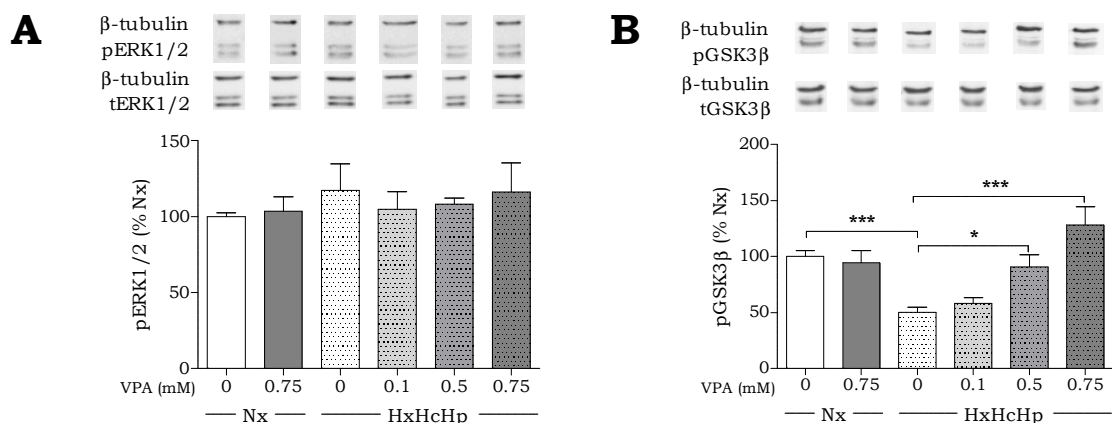 A
β-tubulin
pERK1/2
β-tubulin
tERK1/2
pERK1/2 (% Nx)
150
100
50
0
VPA (mM) 0 0.75 0 0.1 0.5 0.75
Nx HxHcHp
B
β-tubulin
pGSK3β
β-tubulin
tGSK3β
pGSK3β (% Nx)
200
150
100
50
0
***
***
*
VPA (mM) 0 0.75 0 0.1 0.5 0.75
Nx HxHcHp